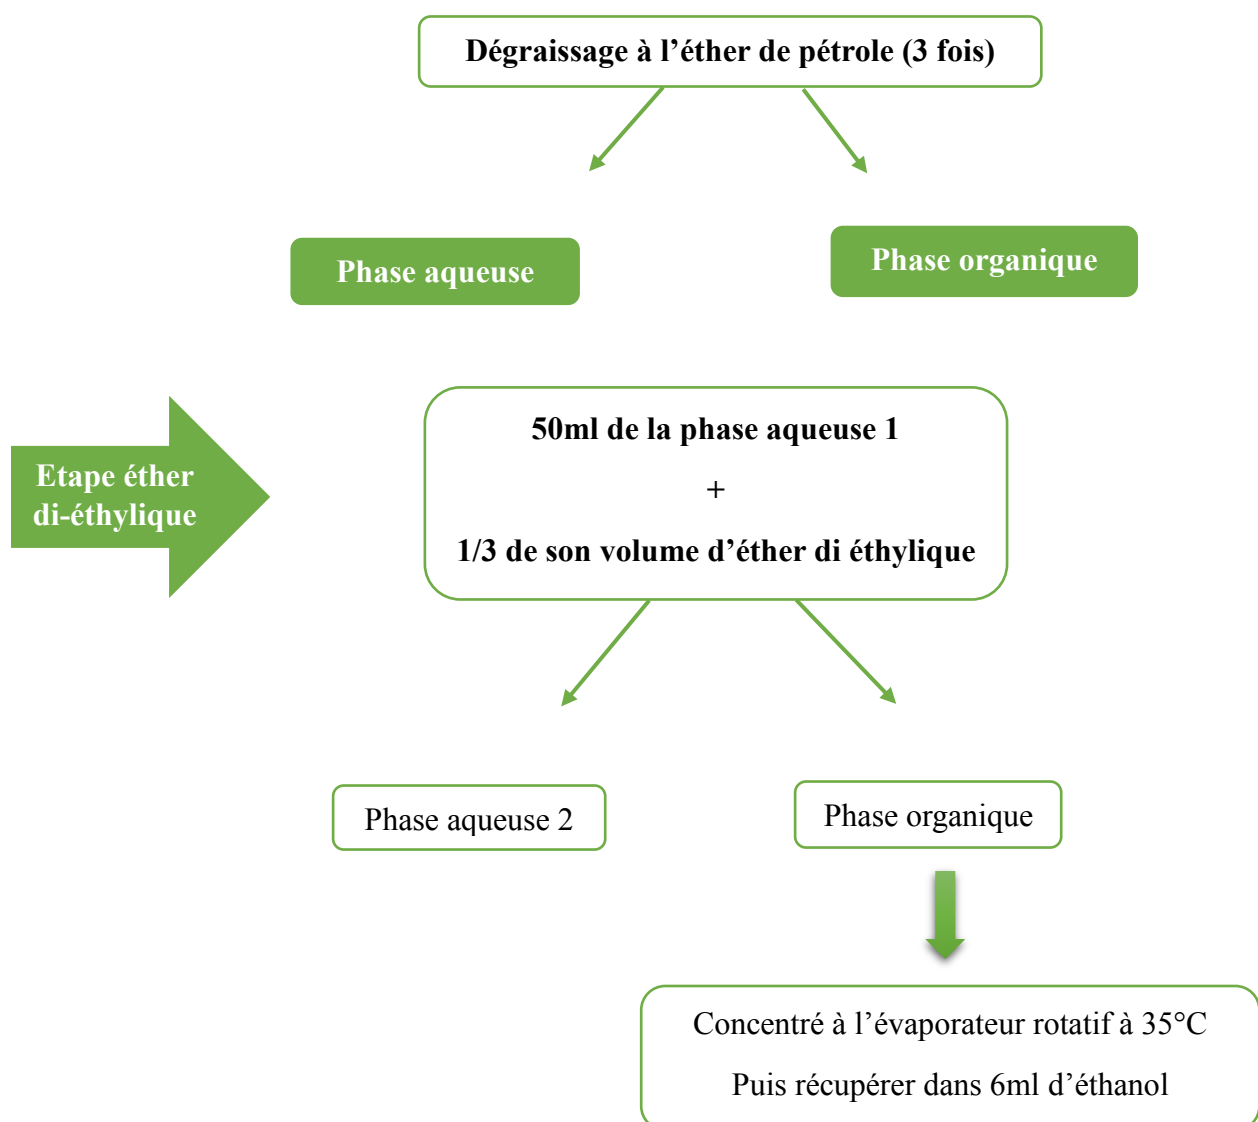 Dégraissage à l’éther de pétrole (3 fois)
Phase aqueuse
Phase organique
Etape éther
di-éthylique
50ml de la phase aqueuse 1
+
1/3 de son volume d’éther di éthylique
Phase aqueuse 2
Phase organique
Concentré à l’évaporateur rotatif à 35°C
Puis récupérer dans 6ml d’éthanol